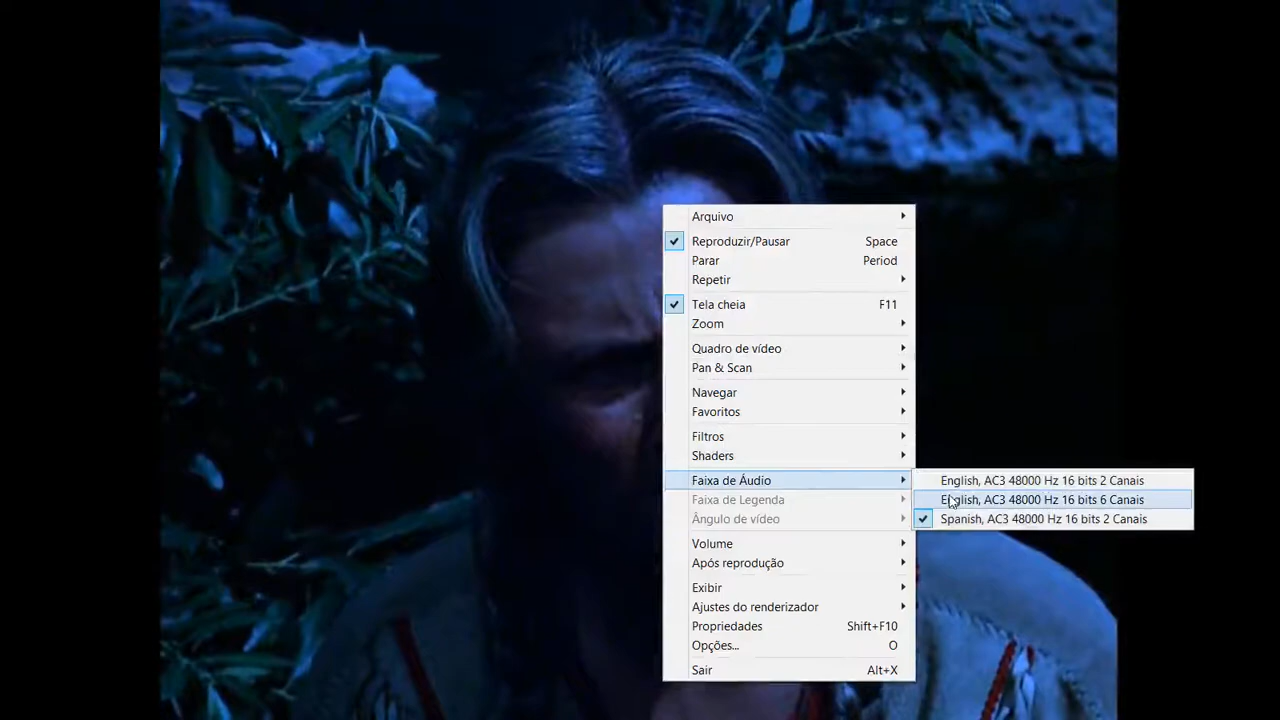 Arquivo
Reproduzir/Pausar Space
Parar Period
Repetir
Tela cheia F11
Zoom
Quadro de vídeo
Pan & Scan
Navegar
Favoritos
Filtros
Shaders
Faixa de Áudio
English, AC3 48000 Hz 16 bits 2 Canais
Faixa de Legenda
English, AC3 48000 Hz 16 bits 6 Canais
Ângulo de vídeo
Spanish, AC3 48000 Hz 16 bits 2 Canais
Volume
Após reprodução
Exibir
Ajustes do renderizador
Propriedades Shift+F10
Opções... O
Sair Alt+X